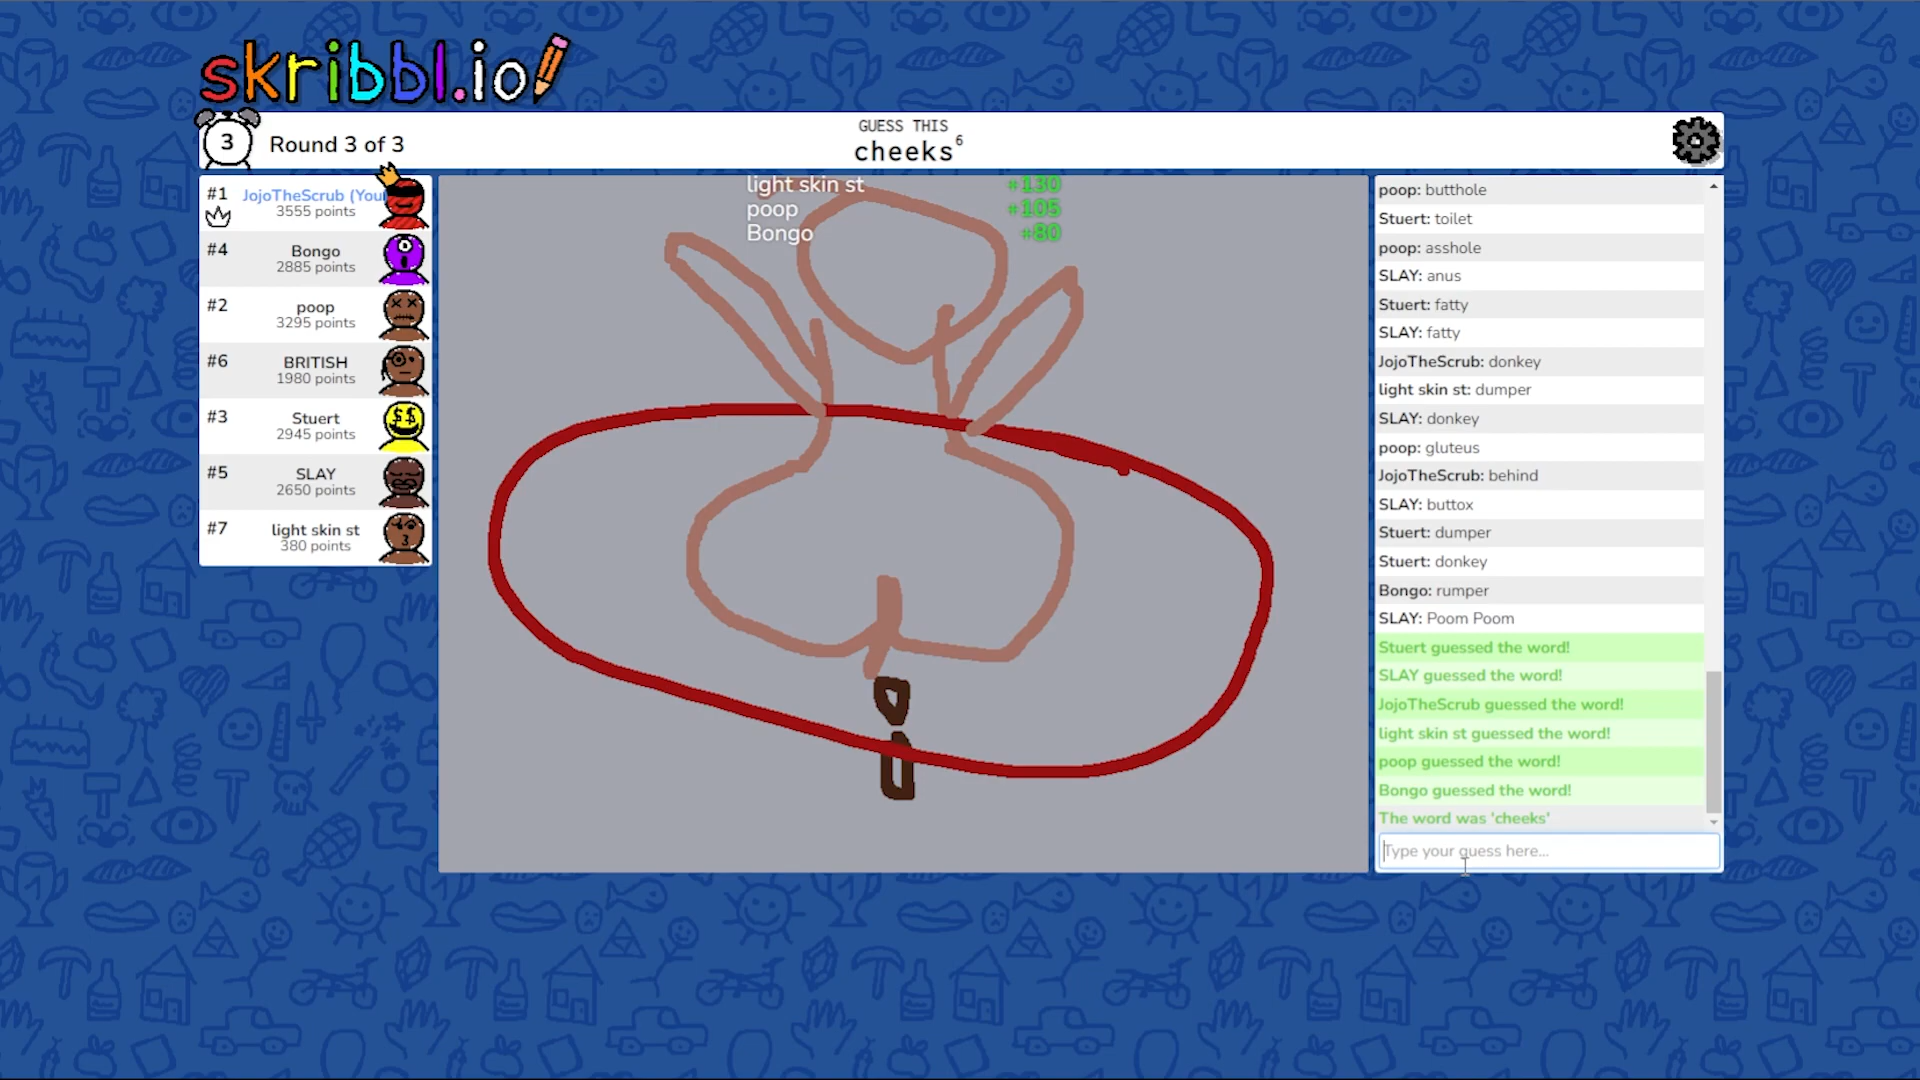 skribbl.io
3
Round 3 of 3
GUESS THIS
cheeks 6
#1
JojoTheScrub (You)
3555 points
#4
Bongo
2885 points
#2
poop
3295 points
#6
BRITISH
1980 points
#3
Stuert
2945 points
#5
SLAY
2650 points
#7
light skin st
380 points
light skin st +130
poop +105
Bongo +80
poop: butthole
Stuert: toilet
poop: asshole
SLAY: anus
Stuert: fatty
SLAY: fatty
JojoTheScrub: donkey
light skin st: dumper
SLAY: donkey
poop: gluteus
JojoTheScrub: behind
SLAY: buttox
Stuert: dumper
Stuert: donkey
Bongo: rumper
SLAY: Poom Poom
Stuert guessed the word!
SLAY guessed the word!
JojoTheScrub guessed the word!
light skin st guessed the word!
poop guessed the word!
Bongo guessed the word!
The word was 'cheeks'
Type your guess here...